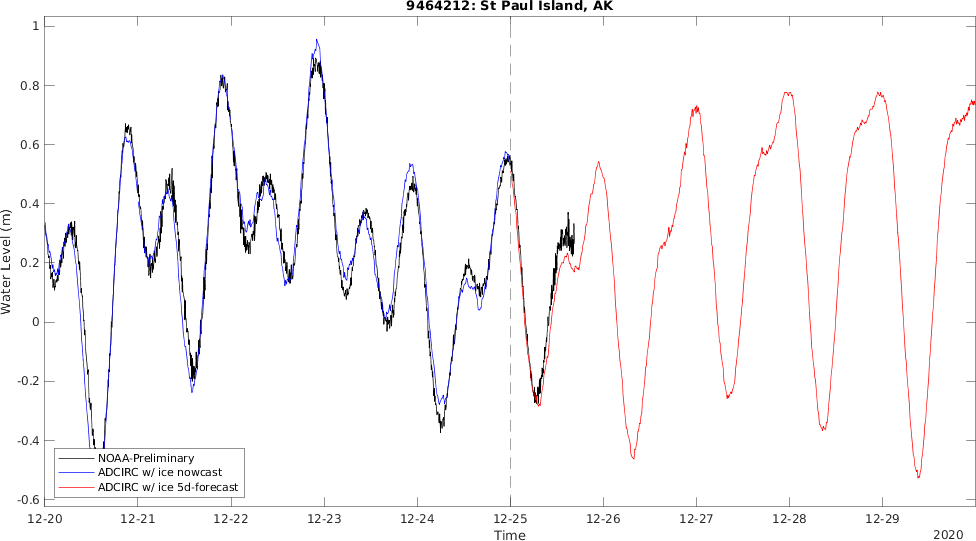 9464212: St Paul Island, AK
1
0.8
0.6
0.4
0.2
0
-0.2
-0.4
-0.6
Water Level (m)
NOAA-Preliminary
ADCIRC w/ ice nowcast
ADCIRC w/ ice 5d-forecast
12-20 12-21 12-22 12-23 12-24 12-25 12-26 12-27 12-28 12-29
Time
2020